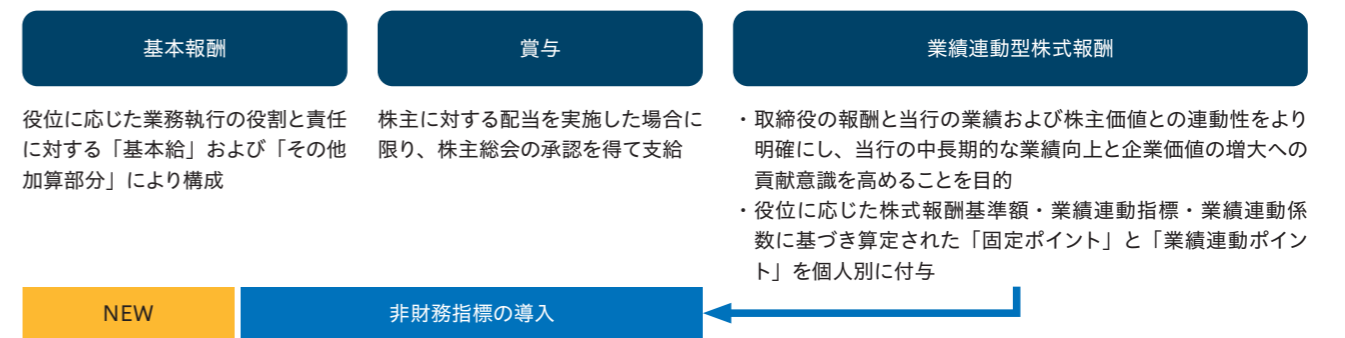 基本報酬
役位に応じた業務執行の役割と責任
に対する「基本給」および「その他
加算部分」により構成
賞与
株主に対する配当を実施した場合に
限り、株主総会の承認を得て支給
業績連動型株式報酬
・取締役の報酬と当行の業績および株主価値との連動性をより
明確にし、当行の中長期的な業績向上と企業価値の増大への
貢献意識を高めることを目的
・役位に応じた株式報酬基準額・業績連動指標・業績連動係
数に基づき算定された「固定ポイント」と「業績連動ポイン
ト」を個人別に付与
NEW
非財務指標の導入